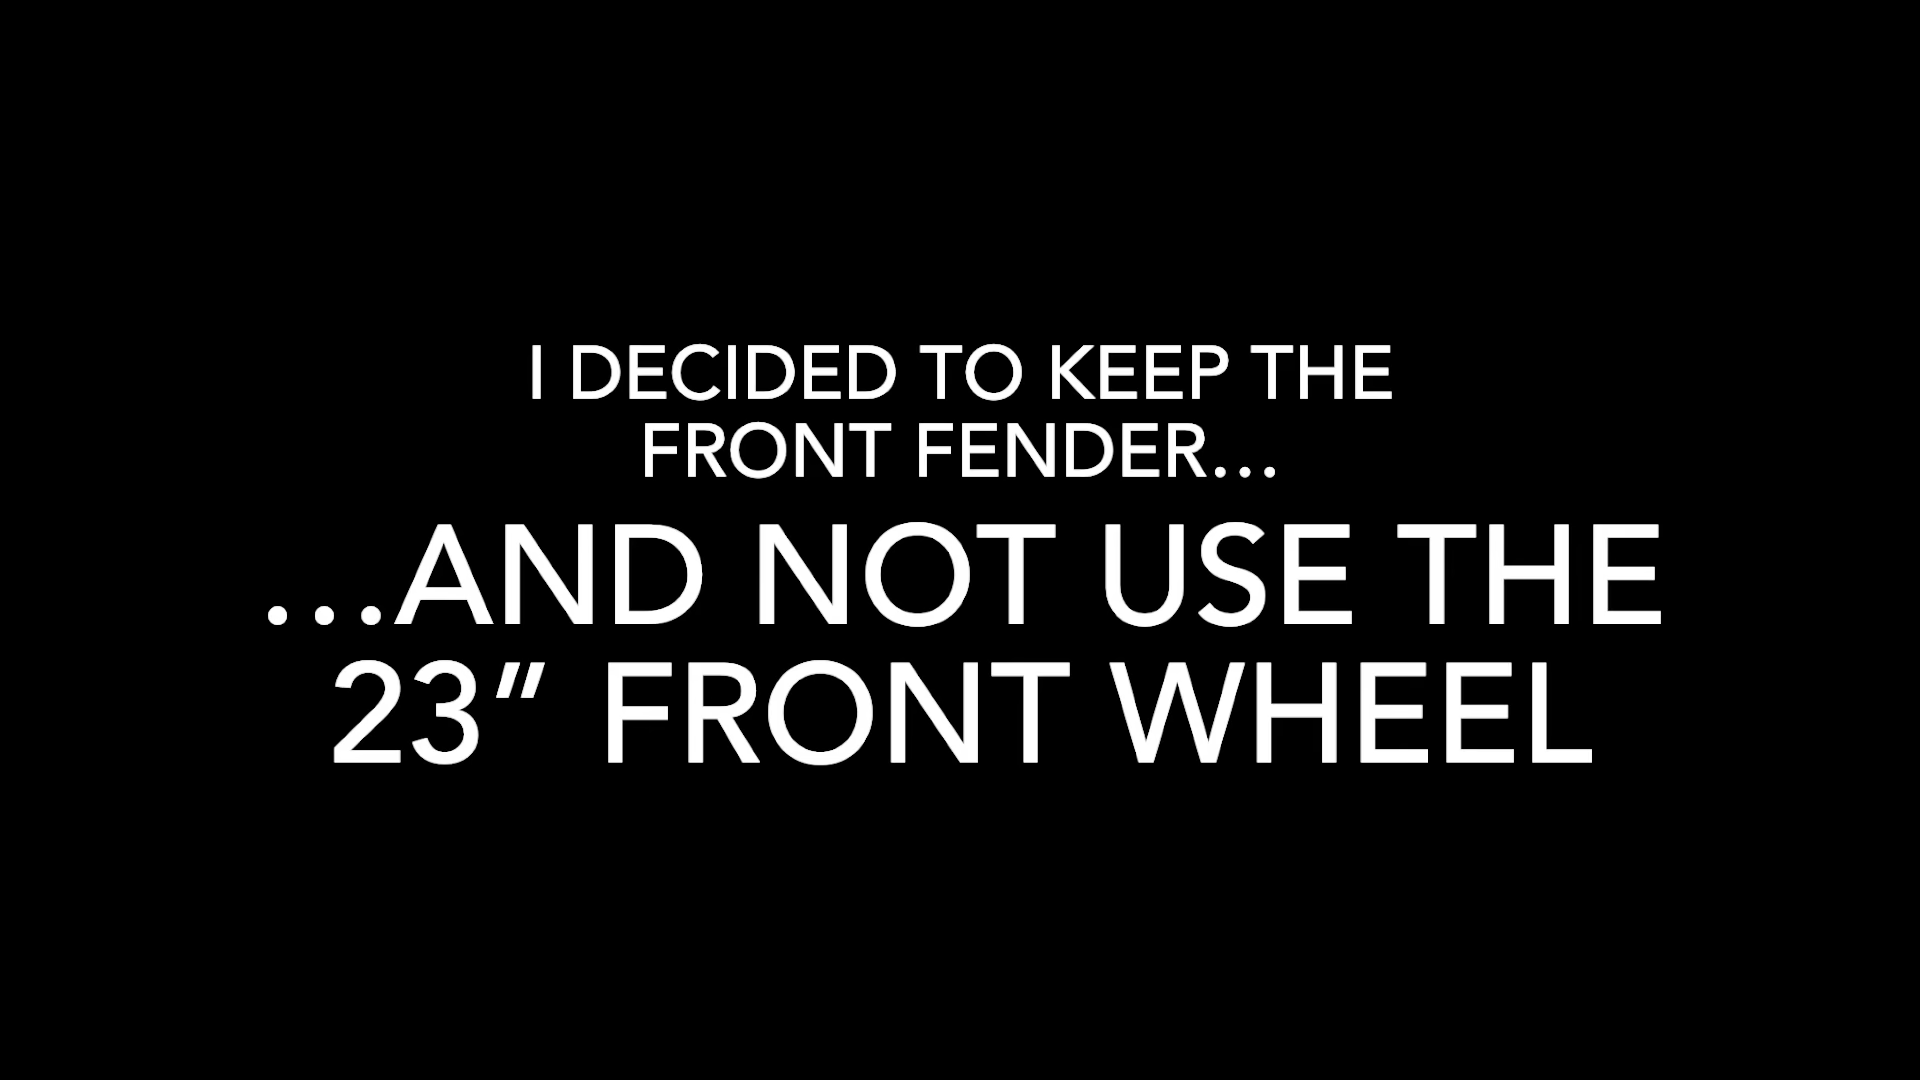 I DECIDED TO KEEP THE
FRONT FENDER…
…AND NOT USE THE
23” FRONT WHEEL